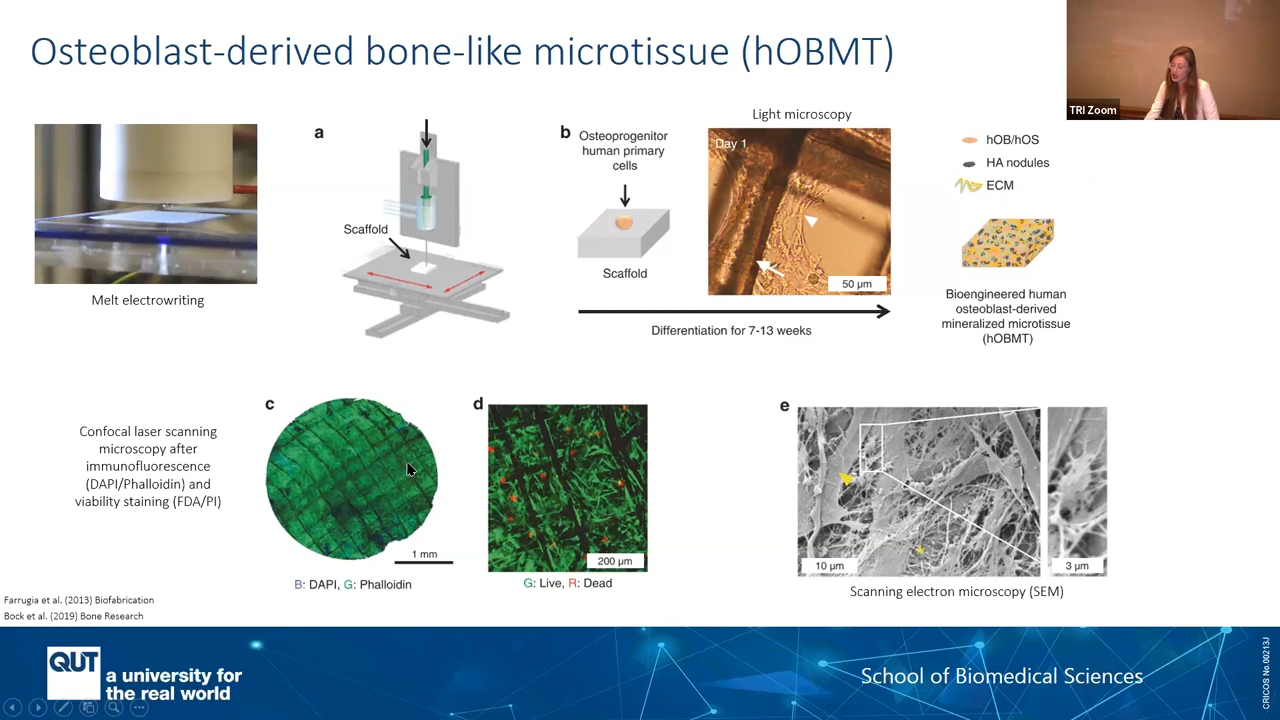 Osteoblast-derived bone-like microtissue (hOBMT)
TRI Zoom
Melt electrowriting
a
Scaffold
b
Osteoprogenitor
human primary
cells
Scaffold
Light microscopy
Day 1
50 µm
Differentiation for 7-13 weeks
hOB/hOS
HA nodules
ECM
Bioengineered human
osteoblast-derived
mineralized microtissue
(hOBMT)
Confocal laser scanning
microscopy after
immunofluorescence
(DAPI/Phalloidin) and
viability staining (FDA/PI)
c
1 mm
B: DAPI, G: Phalloidin
d
200 µm
G: Live, R: Dead
e
10 µm
3 µm
Scanning electron microscopy (SEM)
Farrugia et al. (2013) Biofabrication
Bock et al. (2019) Bone Research
QUT
a university for
the real world
School of Biomedical Sciences
CRICOS No.00213J